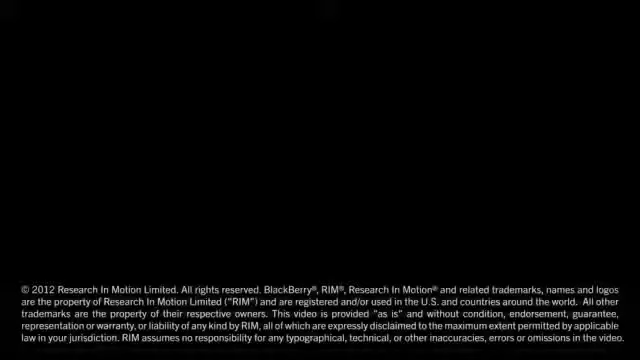 © 2012 Research In Motion Limited. All rights reserved. BlackBerry®, RIM®, Research In Motion® and related trademarks, names and logos
are the property of Research In Motion Limited ("RIM") and are registered and/or used in the U.S. and countries around the world. All other
trademarks are the property of their respective owners. This video is provided "as is" and without condition, endorsement, guarantee,
representation or warranty, or liability of any kind by RIM, all of which are expressly disclaimed to the maximum extent permitted by applicable
law in your jurisdiction. RIM assumes no responsibility for any typographical, technical, or other inaccuracies, errors or omissions in the video.